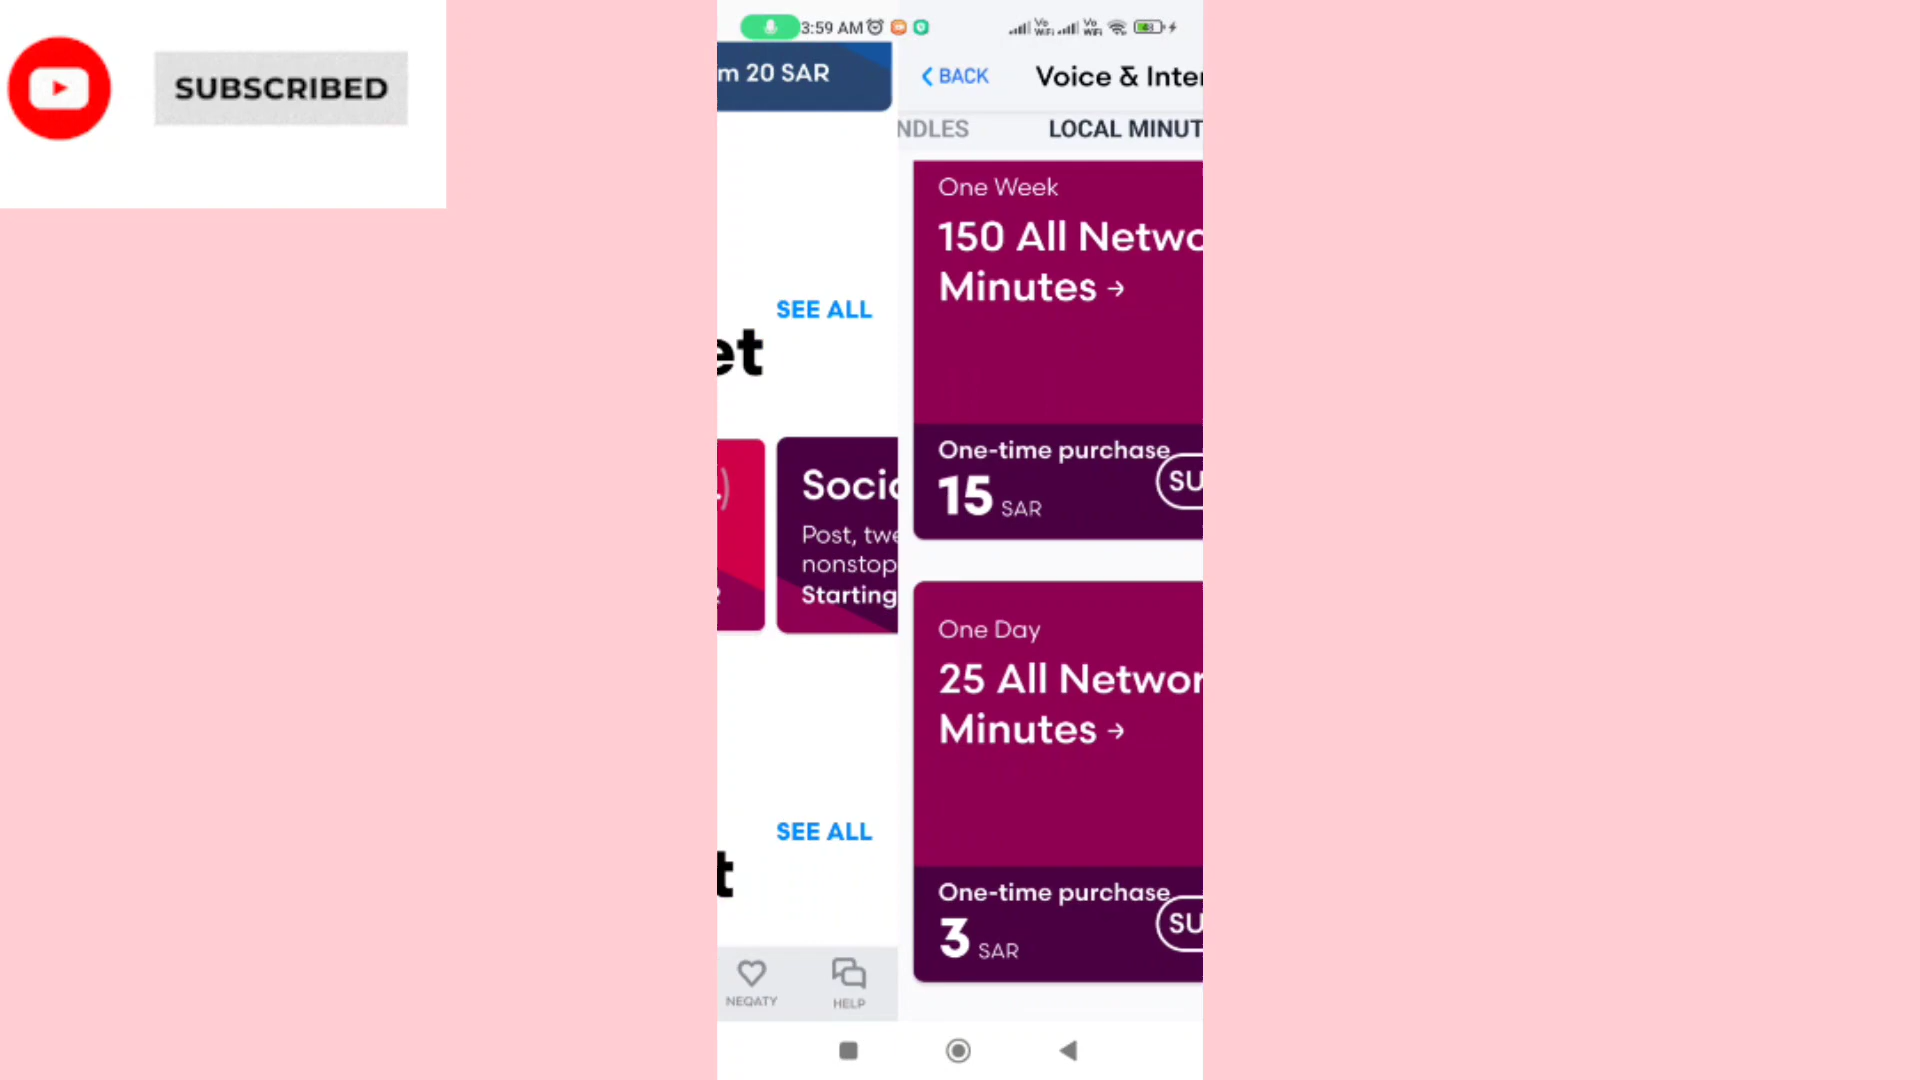 SUBSCRIBED
3:59 AM
m 20 SAR
SEE ALL
et
Socic
Post, twe
nonstop
Starting
SEE ALL
t
NEQATY
HELP
BACK
Voice & Inter
NDLES
LOCAL MINUT
One Week
150 All Netwo
Minutes →
One-time purchase
15 SAR
SU
One Day
25 All Networ
Minutes →
One-time purchase
3 SAR
SU